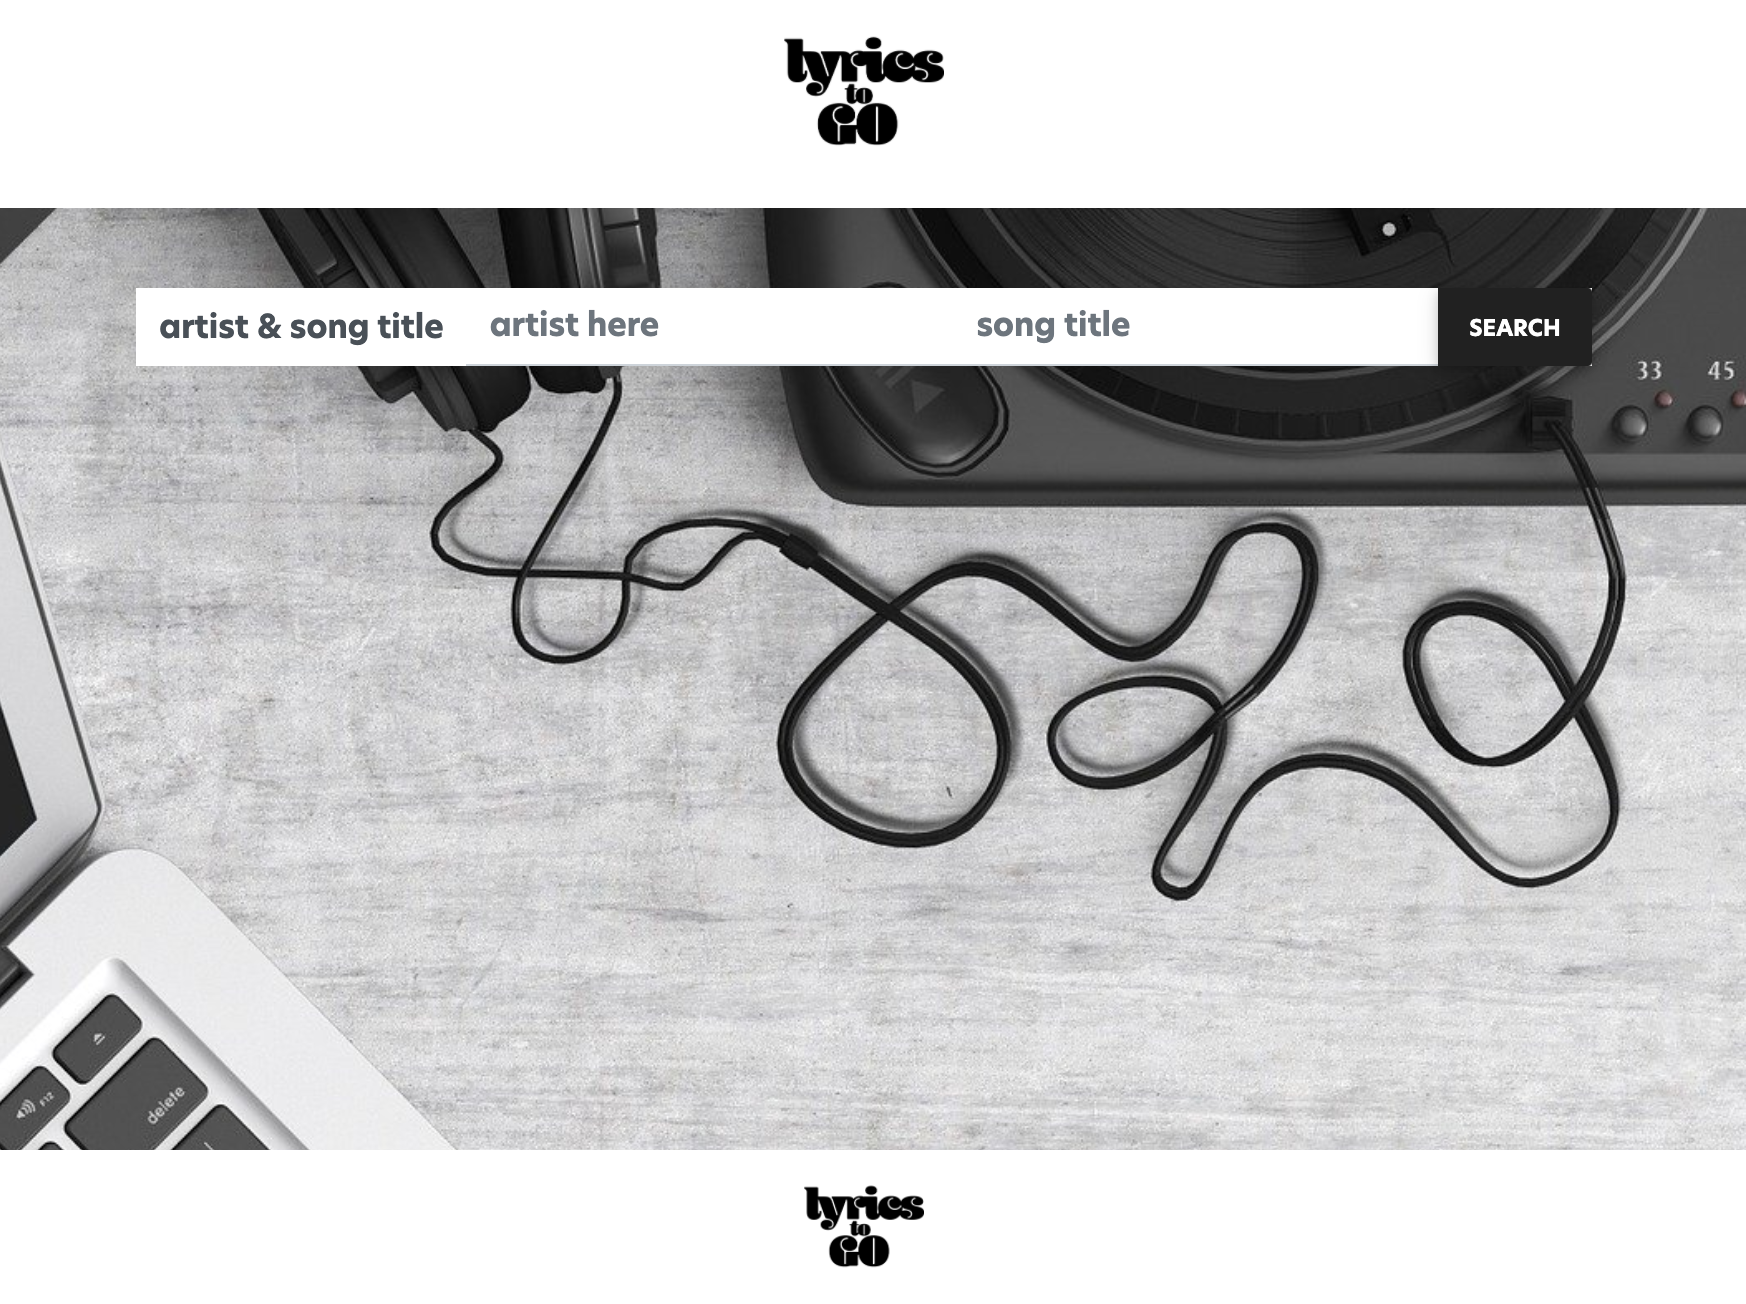 lyrics
to
GO
artist & song title artist here song title SEARCH
33 45
F12
delete
lyrics
to
GO